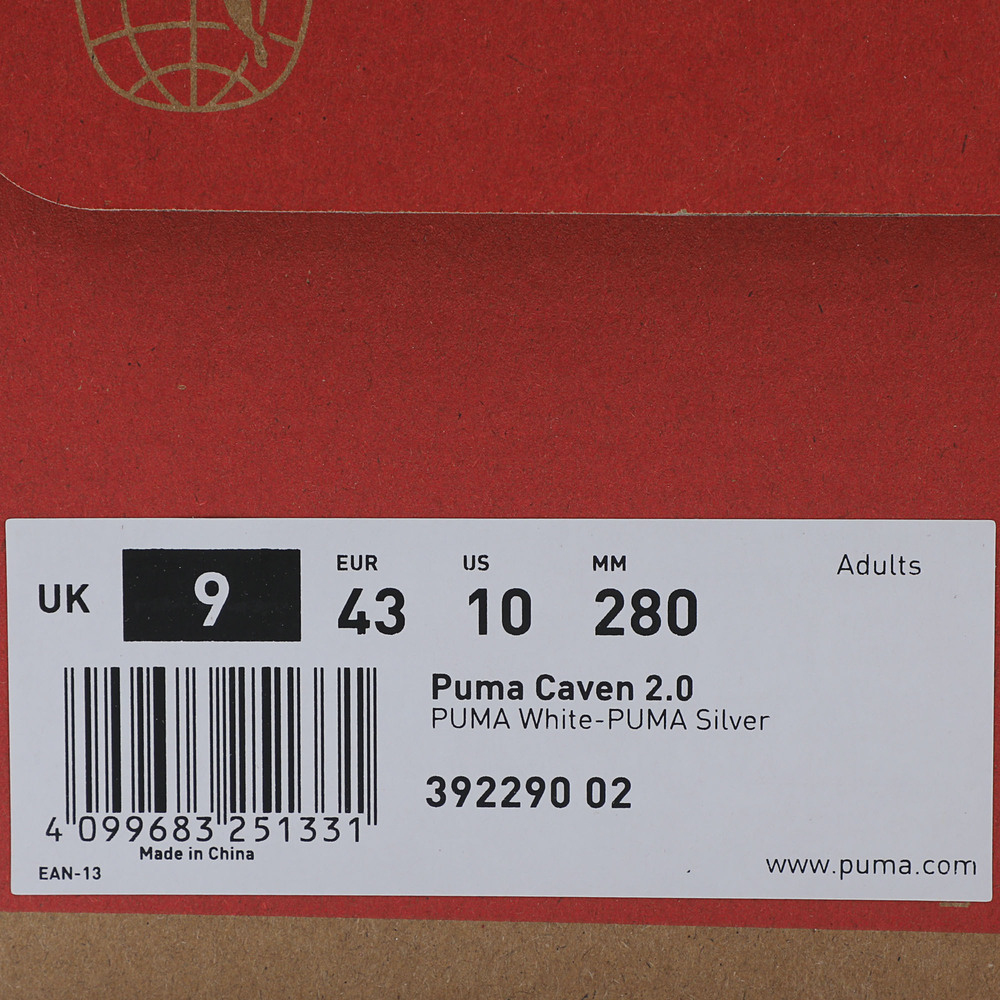 UK 9
EUR 43
US 10
MM 280
Adults
Puma Caven 2.0
PUMA White-PUMA Silver
392290 02
4 099683 251331
Made in China
EAN-13
www.puma.com